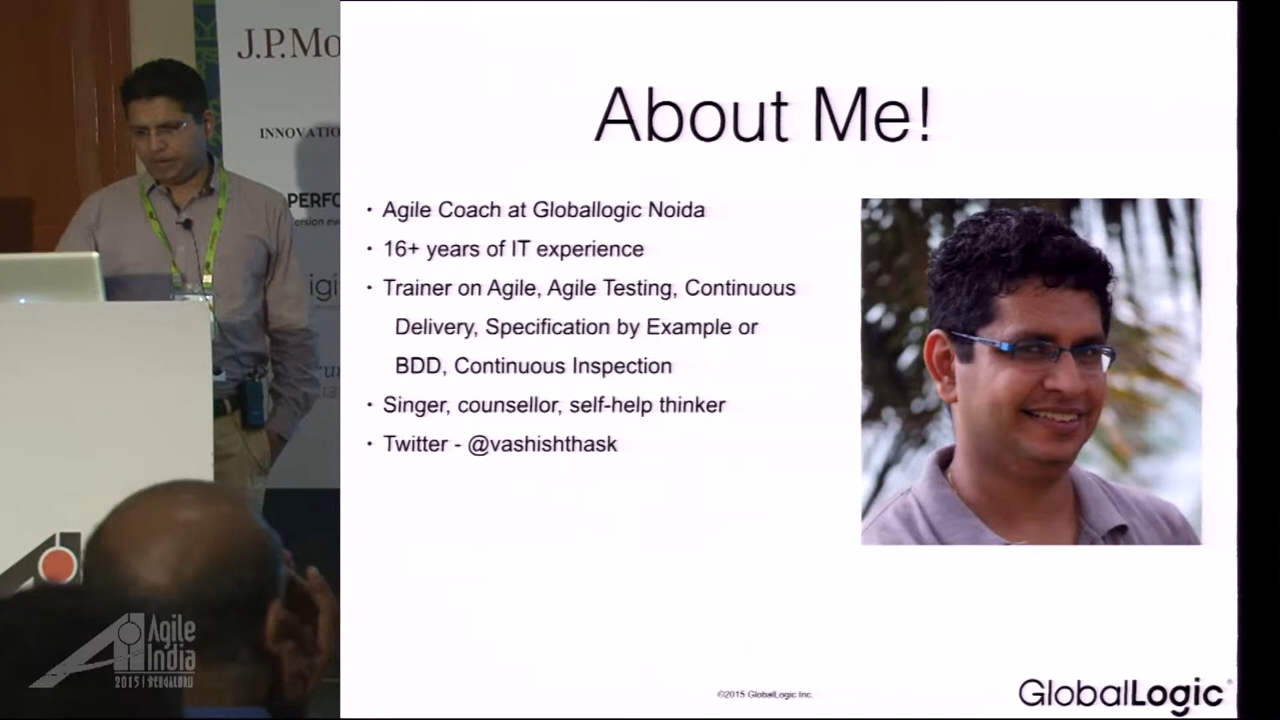 J.P.Mo
INNOVATIO
PERFO
ersion
igi
About Me!
· Agile Coach at Globallogic Noida
· 16+ years of IT experience
· Trainer on Agile, Agile Testing, Continuous
Delivery, Specification by Example or
BDD, Continuous Inspection
· Singer, counsellor, self-help thinker
· Twitter - @vashishthask
Agile
India
2015 | BENGALURU
©2015 GlobalLogic Inc.
GlobalLogic